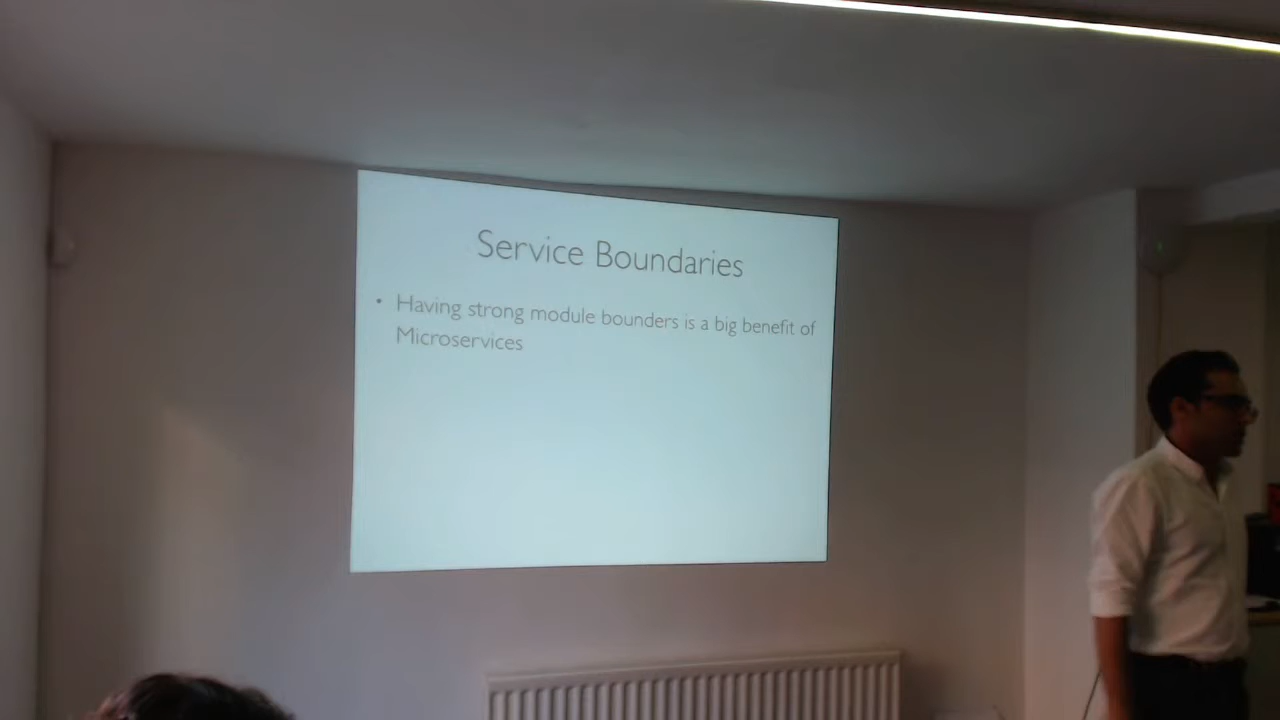 Service Boundaries
• Having strong module bounders is a big benefit of
Microservices